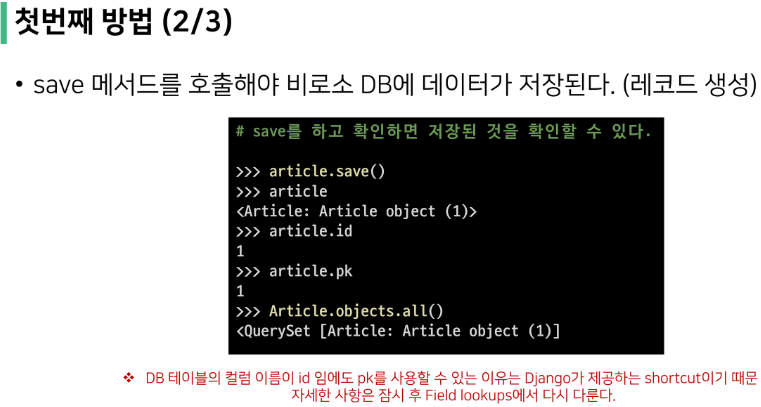 첫번째 방법 (2/3)
• save 메서드를 호출해야 비로소 DB에 데이터가 저장된다. (레코드 생성)
# save를 하고 확인하면 저장된 것을 확인할 수 있다.
>>> article.save()
>>> article
<Article: Article object (1)>
>>> article.id
1
>>> article.pk
1
>>> Article.objects.all()
<QuerySet [Article: Article object (1)]
❖ DB 테이블의 컬럼 이름이 id 임에도 pk를 사용할 수 있는 이유는 Django가 제공하는 shortcut이기 때문
자세한 사항은 잠시 후 Field lookups에서 다시 다룬다.